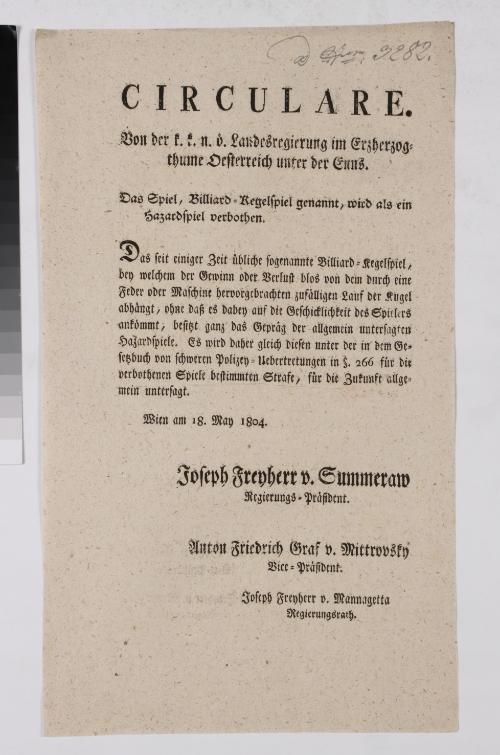 3282.
CIRCULARE.
Von der k. k. n. ö. Landesregierung im Erzherzog-
thume Oesterreich unter der Enns.
Das Spiel, Billiard-Kegelspiel genannt, wird als ein
Hazardspiel verbothen.
Das seit einiger Zeit übliche sogenannte Billiard-Kegelspiel,
bey welchem der Gewinn oder Verlust blos von dem durch eine
Feder oder Maschine hervorgebrachten zufälligen Lauf der Kugel
abhängt, ohne daß es dabey auf die Geschicklichkeit des Spielers
ankömmt, besitzt ganz das Gepräg der allgemein untersagten
Hazardspiele. Es wird daher gleich diesen unter der in dem Ge-
setzbuch von schweren Polizey-Uebertretungen in §. 266 für die
verbothenen Spiele bestimmten Strafe, für die Zukunft allge-
mein untersagt.
Wien am 18. May 1804.
Joseph Freyherr v. Summeraw
Regierungs-Präsident.
Anton Friedrich Graf v. Mittrovsky
Vice-Präsident.
Joseph Freyherr v. Mannagetta
Regierungsrath.